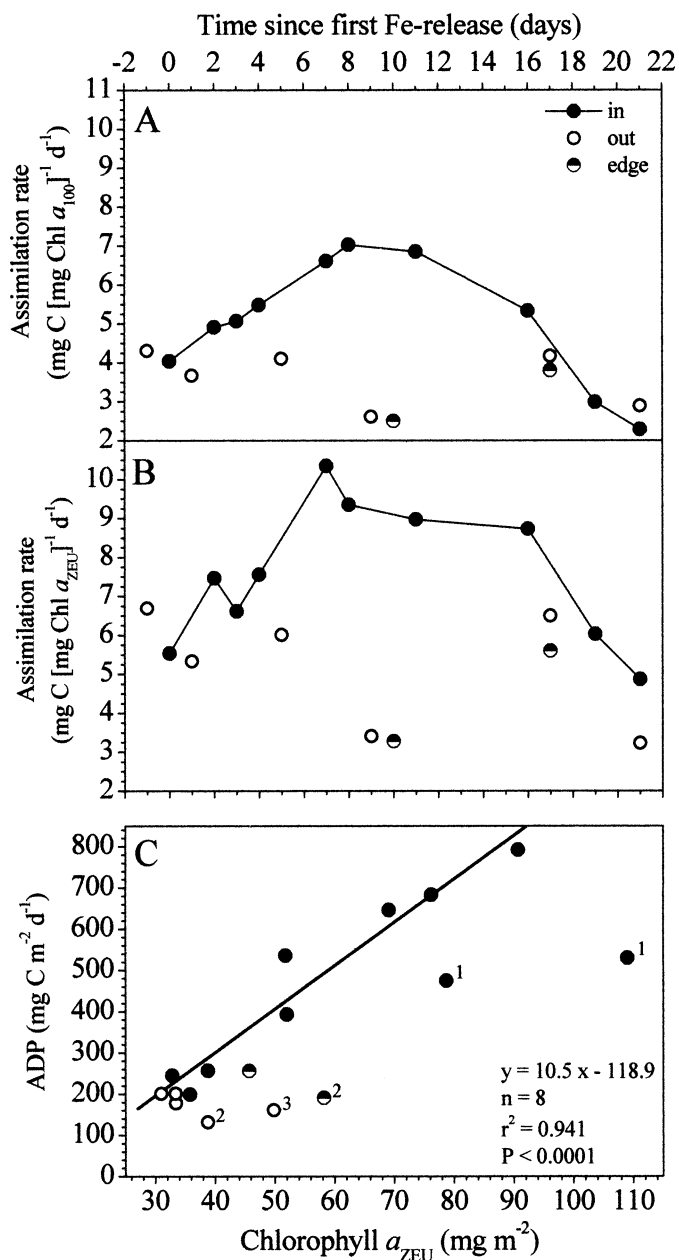 Time since first Fe-release (days)
-2 0 2 4 6 8 10 12 14 16 18 20 22
A
in
out
edge
Assimilation rate
(mg C [mg Chl a100]-1 d-1)
11
10
9
8
7
6
5
4
3
2
B
Assimilation rate
(mg C [mg Chl aZEU]-1 d-1)
10
9
8
7
6
5
4
3
2
C
ADP (mg C m-2 d-1)
800
700
600
500
400
300
200
100
0
1
1
2
3
2
y = 10.5 x - 118.9
n = 8
r2 = 0.941
P < 0.0001
30 40 50 60 70 80 90 100 110
Chlorophyll aZEU (mg m-2)